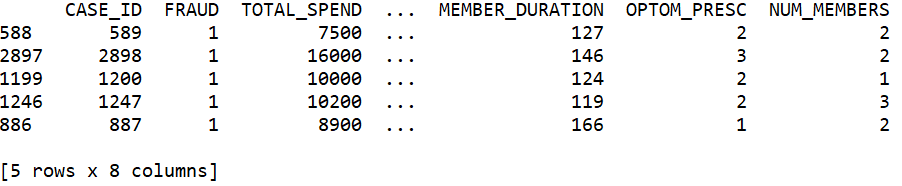 CASE_ID FRAUD TOTAL_SPEND ... MEMBER_DURATION OPTOM_PRESC NUM_MEMBERS
588 589 1 7500 ... 127 2 2
2897 2898 1 16000 ... 146 3 2
1199 1200 1 10000 ... 124 2 1
1246 1247 1 10200 ... 119 2 3
886 887 1 8900 ... 166 1 2
[5 rows x 8 columns]